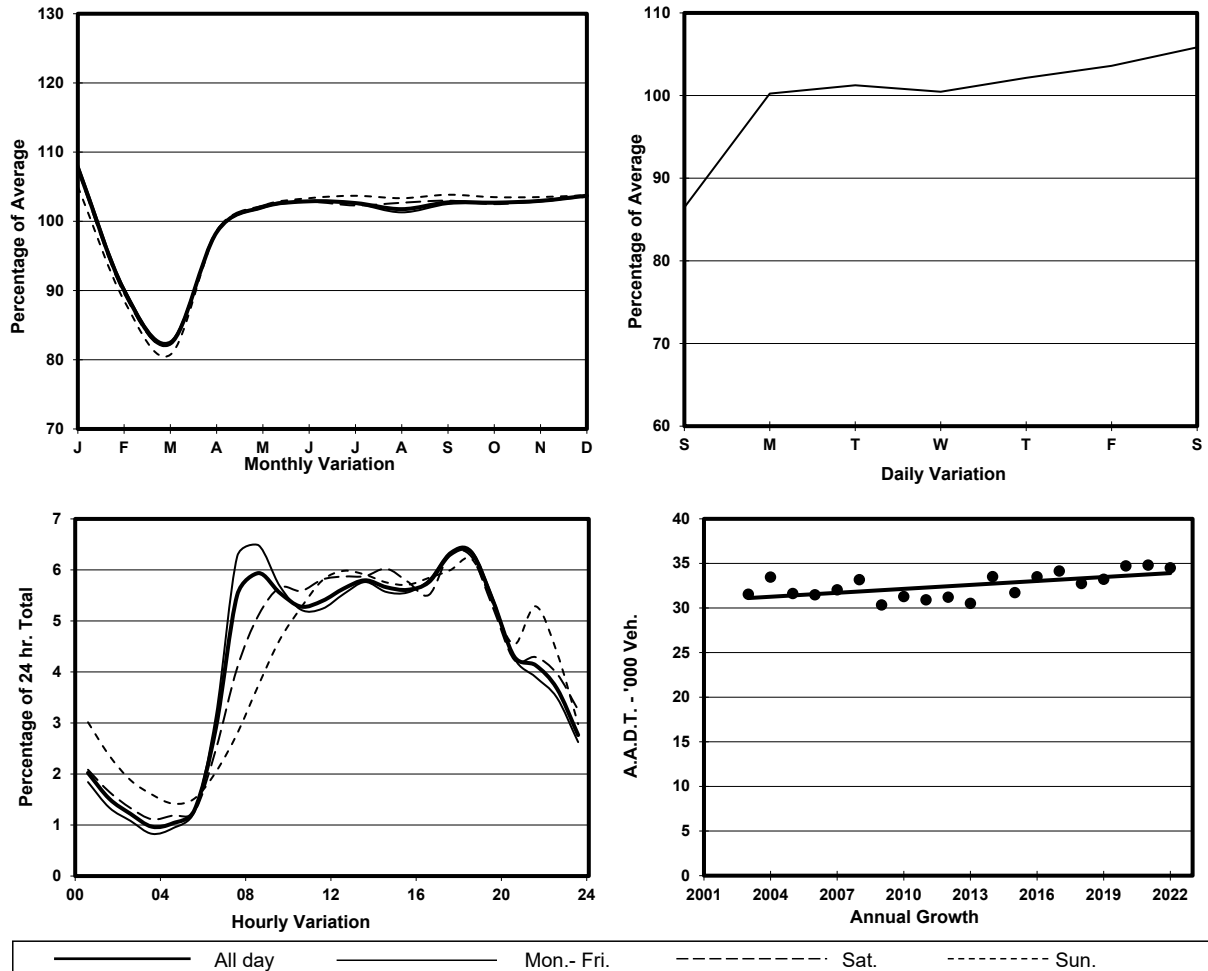 130
120
110
100
90
80
70
Percentage of Average
J F M A M J J A S O N D
Monthly Variation
110
100
90
80
70
60
Percentage of Average
S M T W T F S
Daily Variation
7
6
5
4
3
2
1
0
Percentage of 24 hr. Total
00 04 08 12 16 20 24
Hourly Variation
40
35
30
25
20
15
10
5
0
A.A.D.T. - '000 Veh.
2001 2004 2007 2010 2013 2016 2019 2022
Annual Growth
All day Mon.- Fri. Sat. Sun.